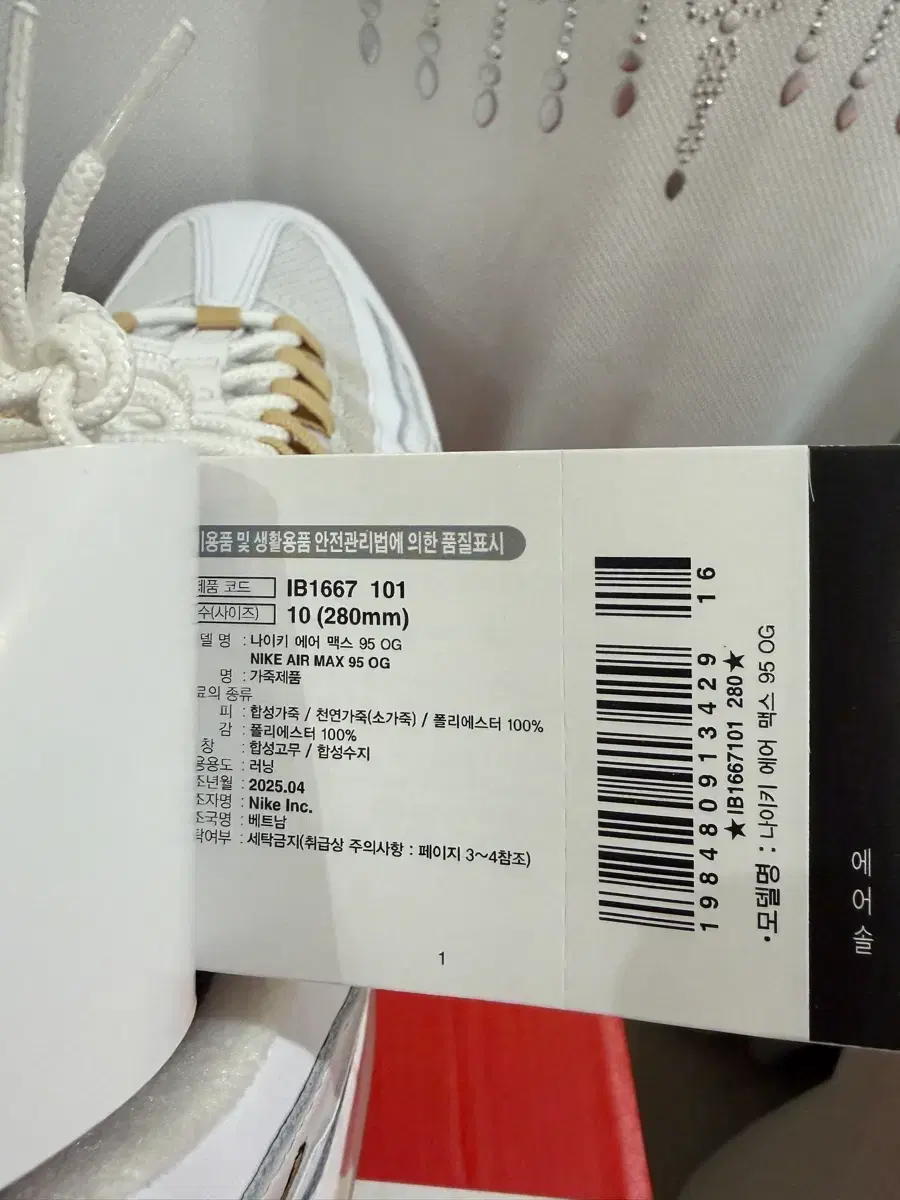 용품 및 생활용품 안전관리법에 의한 품질표시
제품 코드 IB1667 101
수(사이즈) 10 (280mm)
델 명 : 나이키 에어 맥스 95 OG
NIKE AIR MAX 95 OG
명 : 가죽제품
료의 종류
피 : 합성가죽 / 천연가죽(소가죽) / 폴리에스터 100%
감 : 폴리에스터 100%
창 : 합성고무 / 합성수지
용용도 : 러닝
조년월 : 2025.04
조자명 : Nike Inc.
조국명 : 베트남
탁여부 : 세탁금지(취급상 주의사항 : 페이지 3~4참조)
1
198480913429 16
★IB1667101 280★
·모델명 : 나이키 에어 맥스 95 OG
에어솔